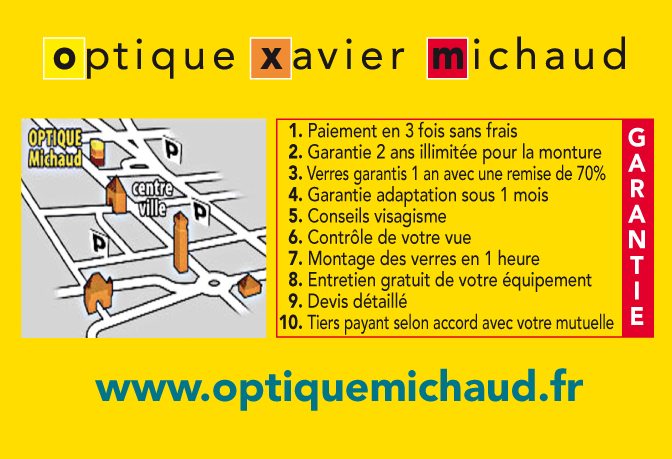 optique xavier michaud
OPTIQUE
Michaud
P
centre
ville
P
P
1. Paiement en 3 fois sans frais
2. Garantie 2 ans illimitée pour la monture
3. Verres garantis 1 an avec une remise de 70%
4. Garantie adaptation sous 1 mois
5. Conseils visagisme
6. Contrôle de votre vue
7. Montage des verres en 1 heure
8. Entretien gratuit de votre équipement
9. Devis détaillé
10. Tiers payant selon accord avec votre mutuelle
GARANTIE
www.optiquemichaud.fr